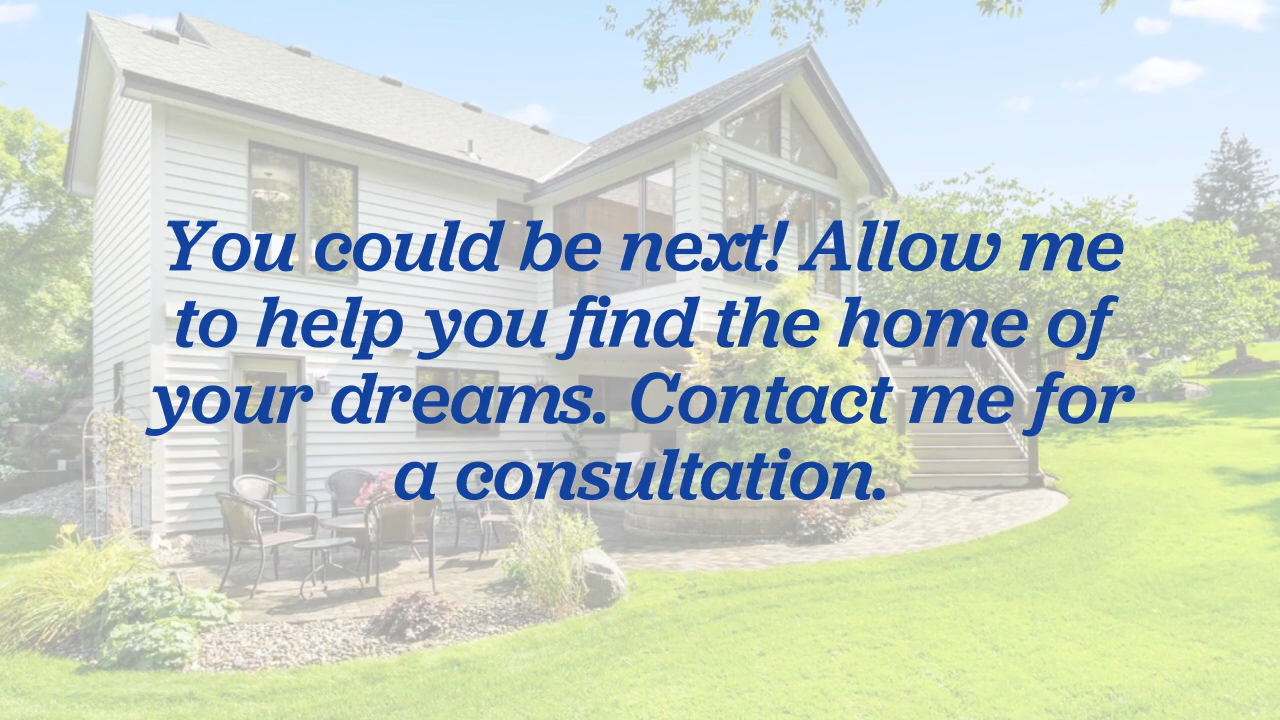 You could be next! Allow me
to help you find the home of
your dreams. Contact me for
a consultation.